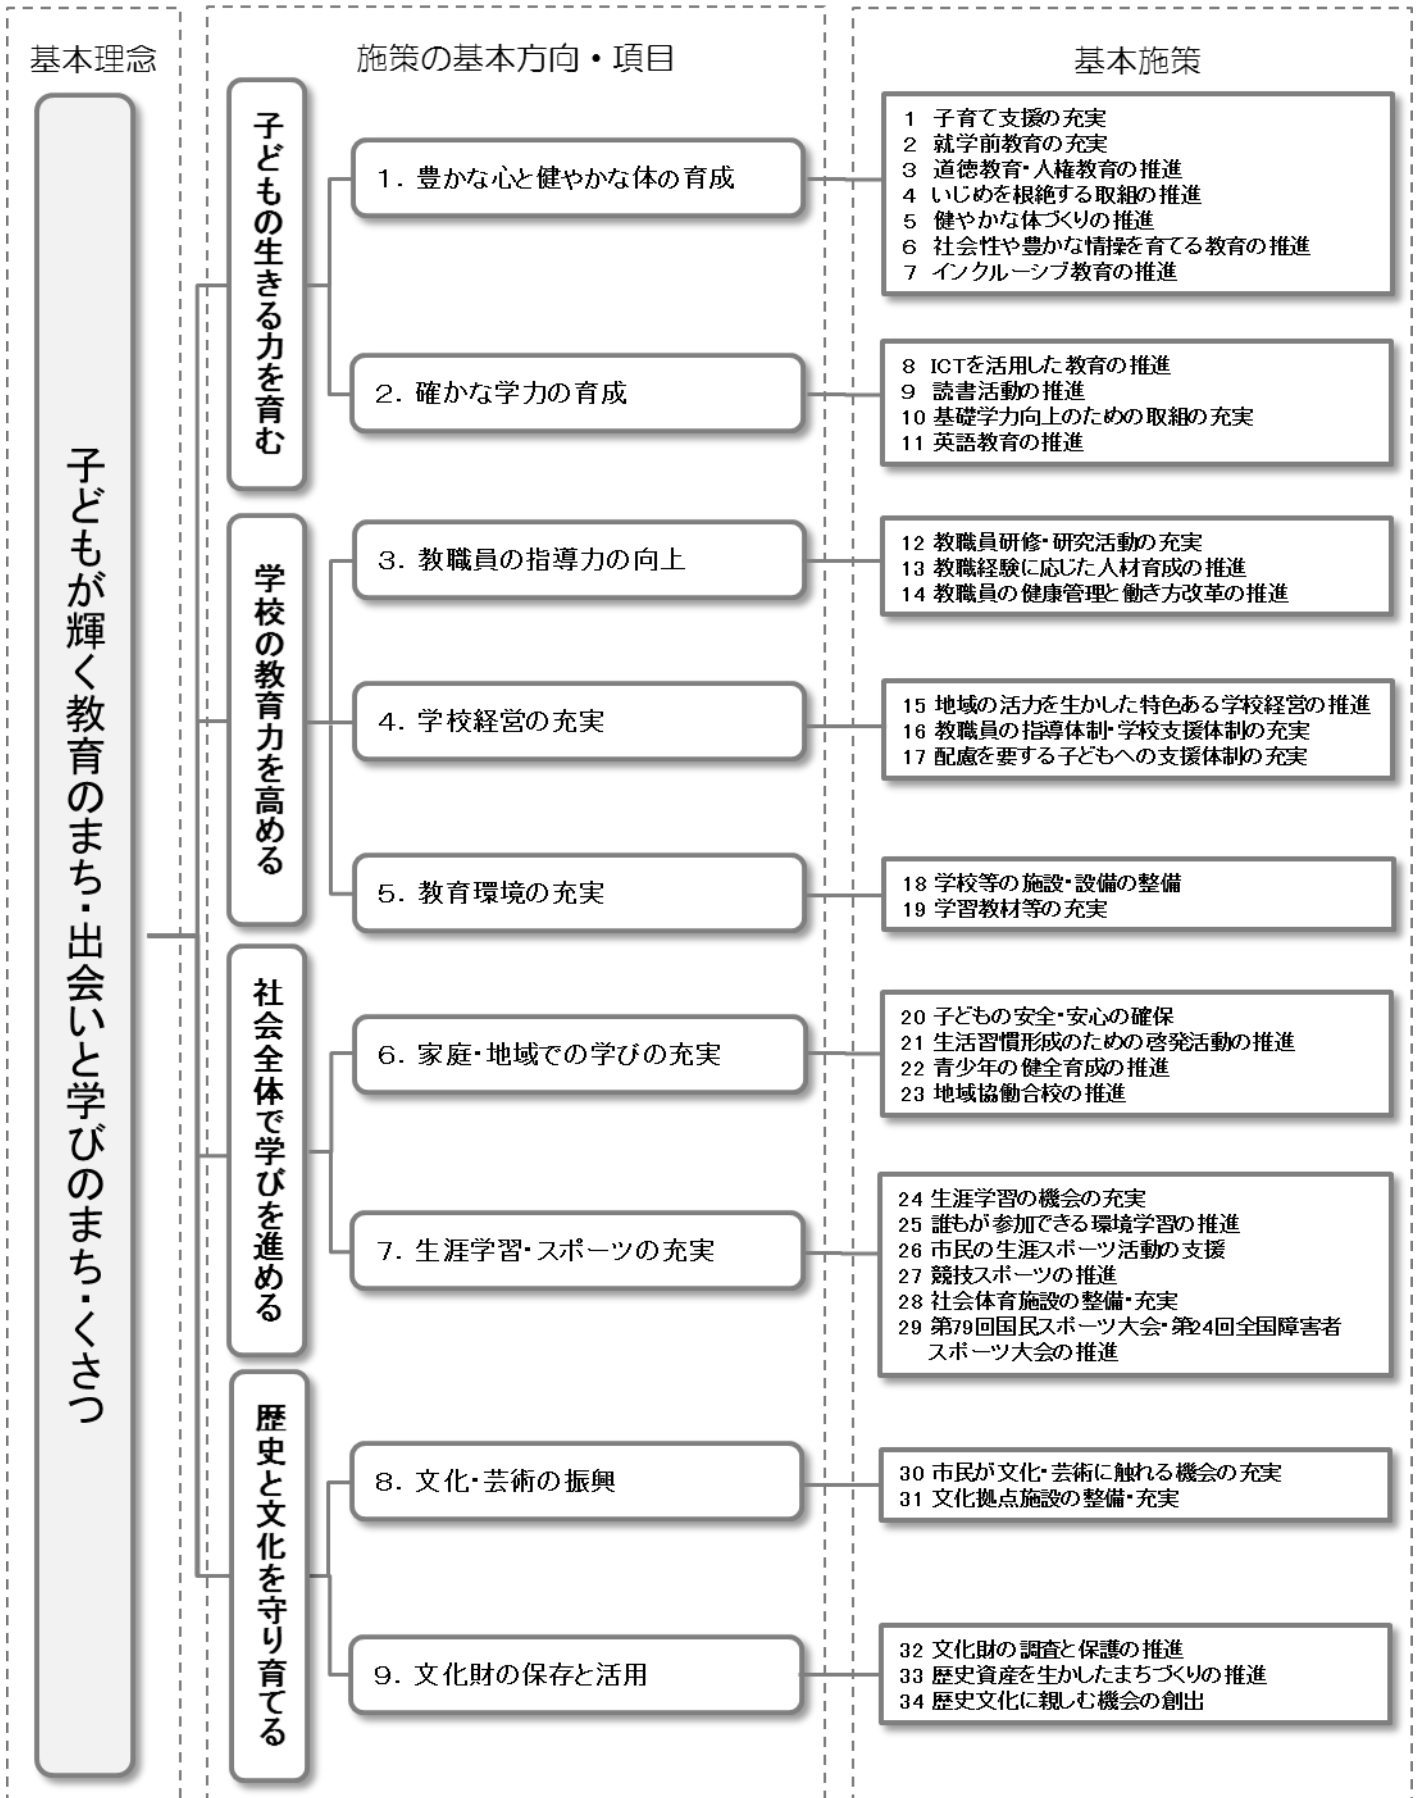 基本理念
子どもが輝く教育のまち・出会いと学びのまち・くさつ
施策の基本方向・項目
基本施策
子どもの生きる力を育む
1. 豊かな心と健やかな体の育成
1 子育て支援の充実
2 就学前教育の充実
3 道徳教育・人権教育の推進
4 いじめを根絶する取組の推進
5 健やかな体づくりの推進
6 社会性や豊かな情操を育てる教育の推進
7 インクルーシブ教育の推進
2. 確かな学力の育成
8 ICTを活用した教育の推進
9 読書活動の推進
10 基礎学力向上のための取組の充実
11 英語教育の推進
学校の教育力を高める
3. 教職員の指導力の向上
12 教職員研修・研究活動の充実
13 教職経験に応じた人材育成の推進
14 教職員の健康管理と働き方改革の推進
4. 学校経営の充実
15 地域の活力を生かした特色ある学校経営の推進
16 教職員の指導体制・学校支援体制の充実
17 配慮を要する子どもへの支援体制の充実
5. 教育環境の充実
18 学校等の施設・設備の整備
19 学習教材等の充実
社会全体で学びを進める
6. 家庭・地域での学びの充実
20 子どもの安全・安心の確保
21 生活習慣形成のための啓発活動の推進
22 青少年の健全育成の推進
23 地域協働合校の推進
7. 生涯学習・スポーツの充実
24 生涯学習の機会の充実
25 誰もが参加できる環境学習の推進
26 市民の生涯スポーツ活動の支援
27 競技スポーツの推進
28 社会体育施設の整備・充実
29 第79回国民スポーツ大会・第24回全国障害者
スポーツ大会の推進
歴史と文化を守り育てる
8. 文化・芸術の振興
30 市民が文化・芸術に触れる機会の充実
31 文化拠点施設の整備・充実
9. 文化財の保存と活用
32 文化財の調査と保護の推進
33 歴史資産を生かしたまちづくりの推進
34 歴史文化に親しむ機会の創出